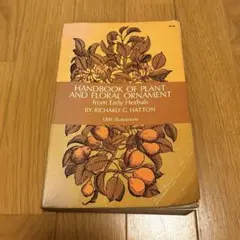 HANDBOOK OF PLANT
AND FLORAL ORNAMENT
from Early Herbals
BY RICHARD G. HATTON
1200 illustrations